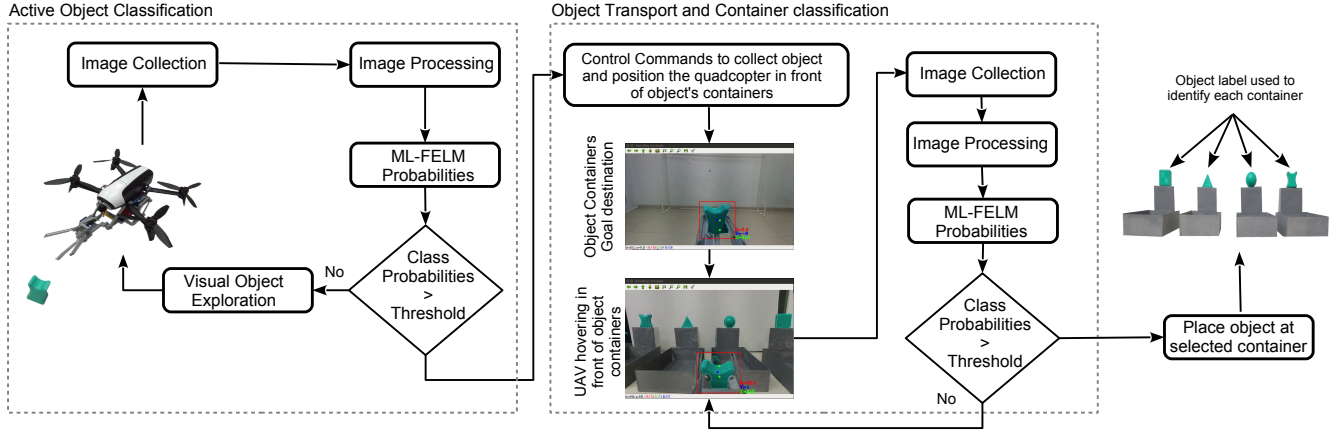 Active Object Classification
Image Collection
Image Processing
ML-FELM
Probabilities
Class
Probabilities
>
Threshold
No
Visual Object
Exploration
Object Transport and Container classification
Control Commands to collect object
and position the quadcopter in front
of object's containers
Object Containers
Goal destination
UAV hovering in
front of object
containers
Image Collection
Image Processing
ML-FELM
Probabilities
Class
Probabilities
>
Threshold
No
Object label used to
identify each container
Place object at
selected container